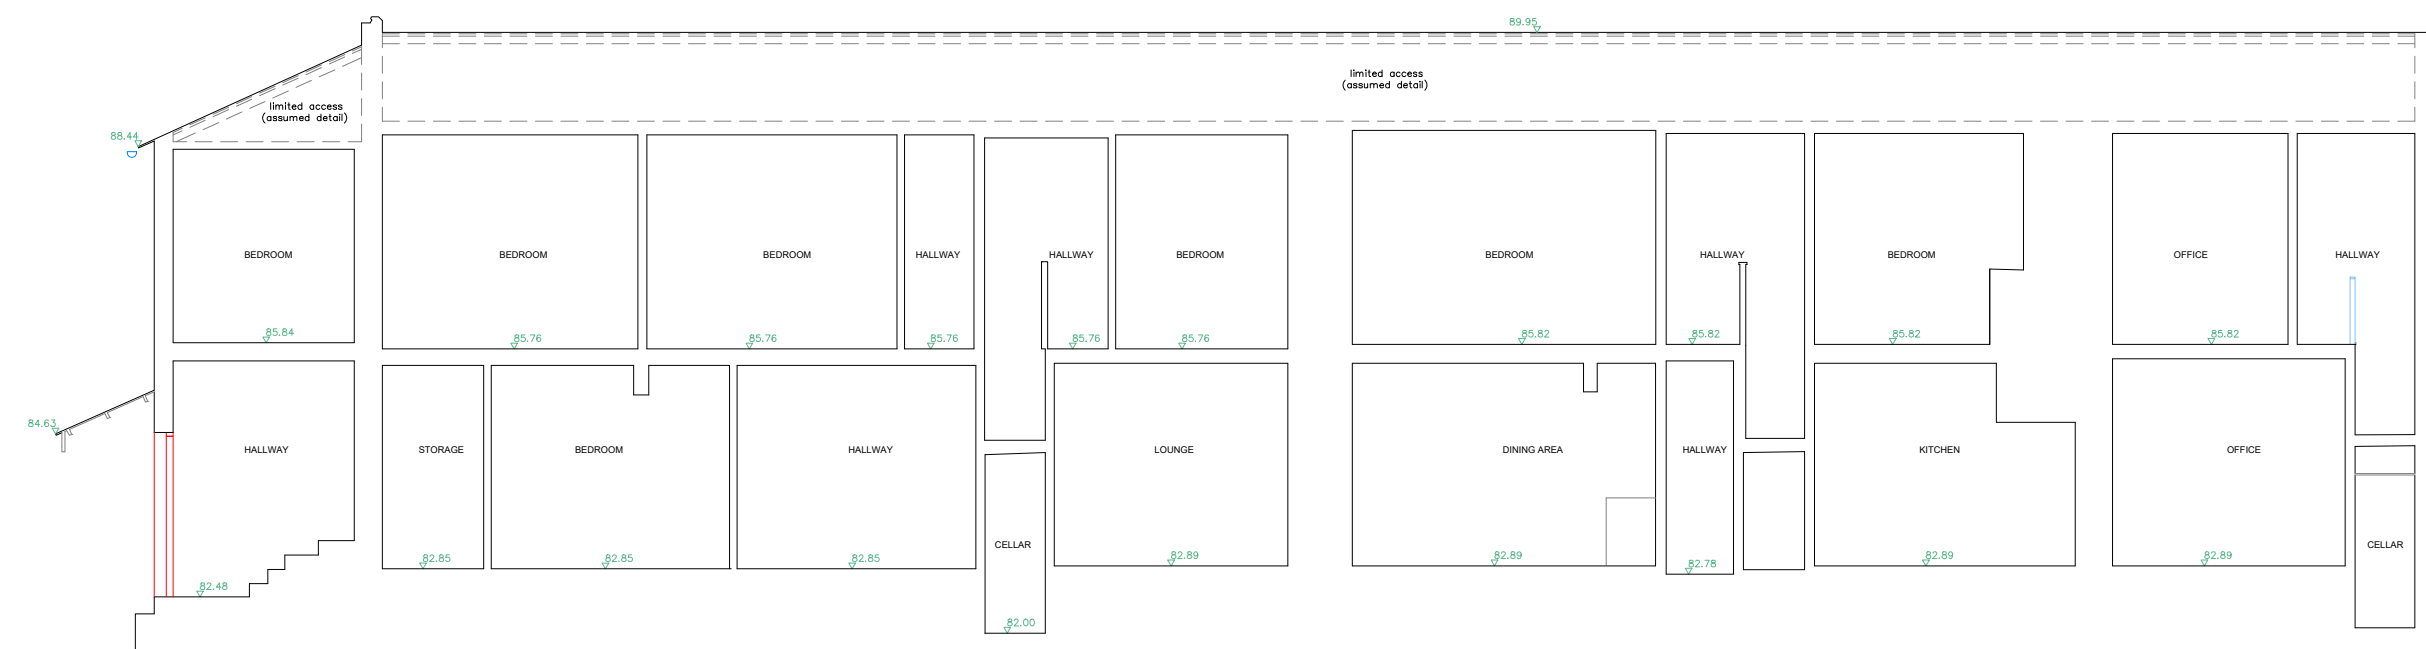 89.95
limited access
(assumed detail)
limited access
(assumed detail)
88.44
BEDROOM
BEDROOM
BEDROOM
HALLWAY
HALLWAY
BEDROOM
BEDROOM
HALLWAY
BEDROOM
OFFICE
HALLWAY
85.84
85.76
85.76
85.76
85.76
85.76
85.82
85.82
85.82
85.82
84.63
HALLWAY
STORAGE
BEDROOM
HALLWAY
LOUNGE
DINING AREA
HALLWAY
KITCHEN
OFFICE
CELLAR
CELLAR
82.48
82.85
82.85
82.85
82.89
82.89
82.78
82.89
82.89
82.00